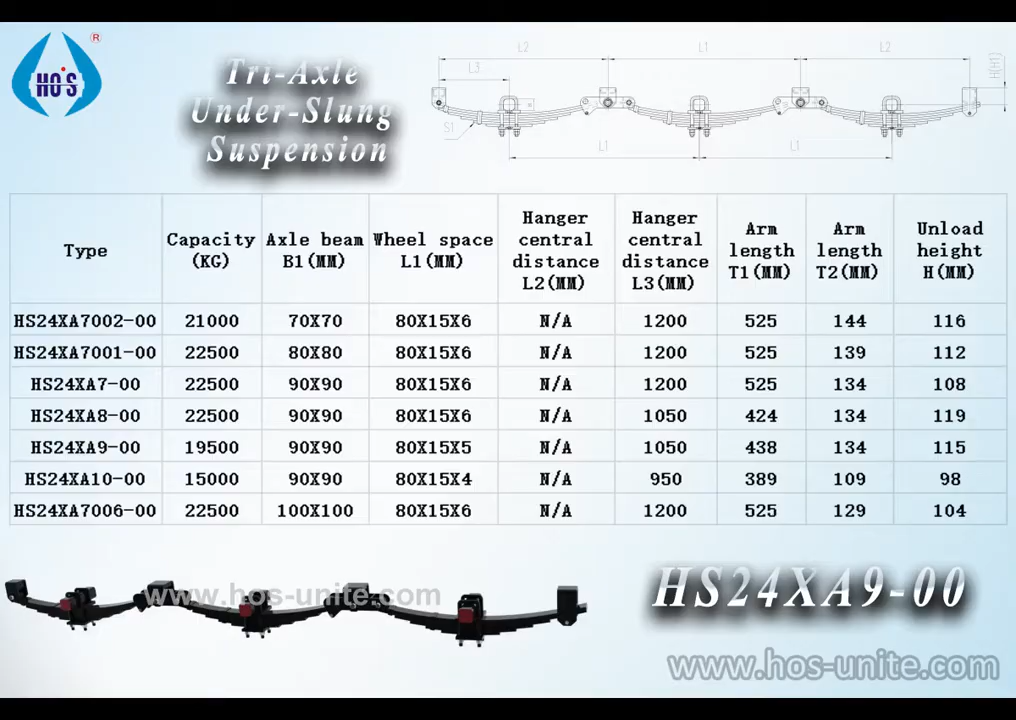 ®
HO'S
Tri-Axle
Under-Slung
Suspension
L2 L1 L2
L3
H(H1)
S1
L1 L1
Type
Capacity
(KG)
Axle beam
B1(MM)
Wheel space
L1(MM)
Hanger
central
distance
L2(MM)
Hanger
central
distance
L3(MM)
Arm
length
T1(MM)
Arm
length
T2(MM)
Unload
height
H(MM)
HS24XA7002-00 21000 70X70 80X15X6 N/A 1200 525 144 116
HS24XA7001-00 22500 80X80 80X15X6 N/A 1200 525 139 112
HS24XA7-00 22500 90X90 80X15X6 N/A 1200 525 134 108
HS24XA8-00 22500 90X90 80X15X6 N/A 1050 424 134 119
HS24XA9-00 19500 90X90 80X15X5 N/A 1050 438 134 115
HS24XA10-00 15000 90X90 80X15X4 N/A 950 389 109 98
HS24XA7006-00 22500 100X100 80X15X6 N/A 1200 525 129 104
www.hos-unite.com
HS24XA9-00
www.hos-unite.com